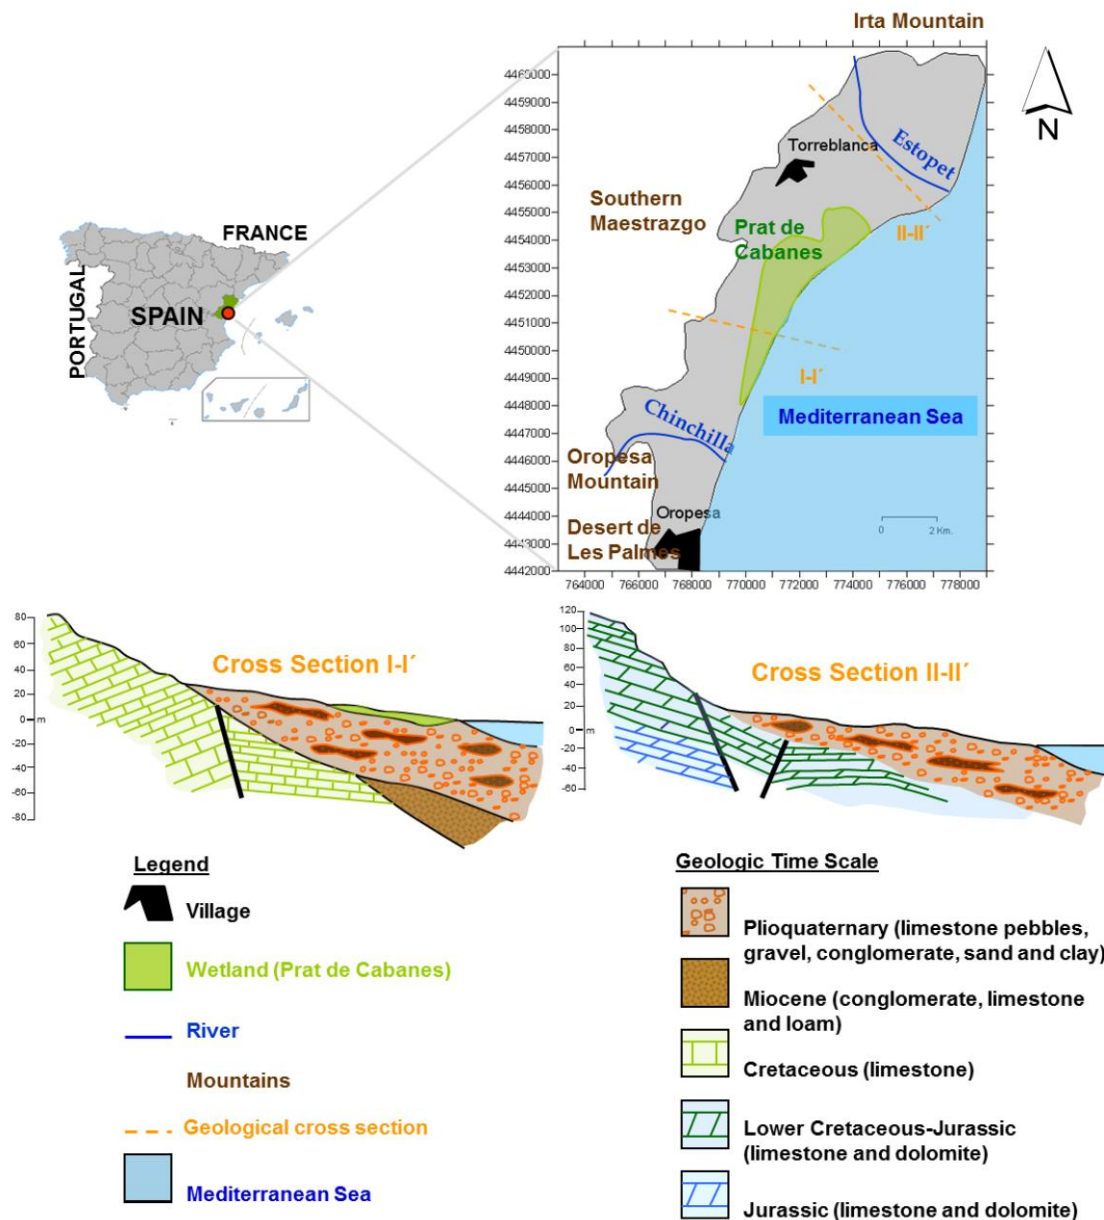 Irta Mountain
4460000
4459000
4458000
4457000
4456000
4455000
4454000
4453000
4452000
4451000
4450000
4449000
4448000
4447000
4446000
4445000
4444000
4443000
4442000
764000 766000 768000 770000 772000 774000 776000 778000
N
Torreblanca
Estopet
Southern
Maestrazgo
Prat de
Cabanes
II-II´
I-I´
Mediterranean Sea
Chinchilla
Oropesa
Mountain
Oropesa
Desert de
Les Palmes
0 2 Km.
FRANCE
PORTUGAL
SPAIN
Cross Section I-I´
80
60
40
20
0 m
-20
-40
-60
-80
Cross Section II-II´
120
100
80
60
40
20
0 m
-20
-40
-60
Legend
Village
Wetland (Prat de Cabanes)
River
Mountains
Geological cross section
Mediterranean Sea
Geologic Time Scale
Plioquaternary (limestone pebbles,
gravel, conglomerate, sand and clay)
Miocene (conglomerate, limestone
and loam)
Cretaceous (limestone)
Lower Cretaceous-Jurassic
(limestone and dolomite)
Jurassic (limestone and dolomite)